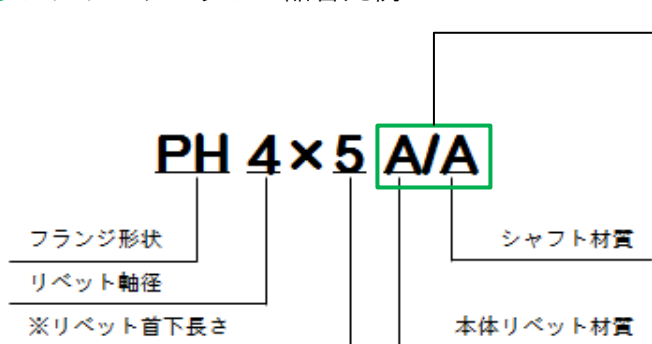 PH 4×5 A/A
フランジ形状
シャフト材質
リベット軸径
※リベット首下長さ
本体リベット材質